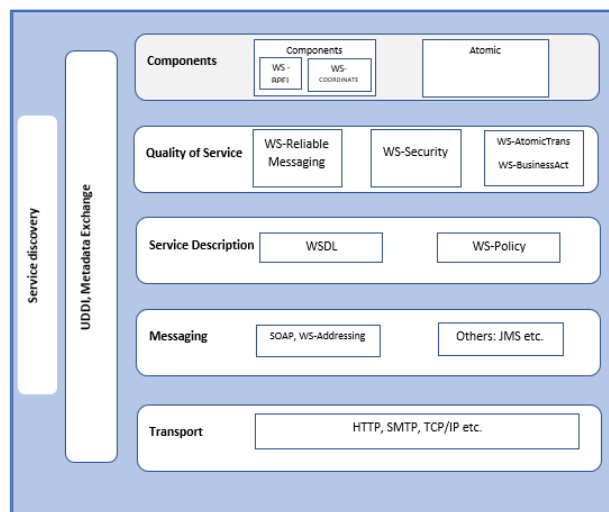 Service discovery
UDDI, Metadata Exchange
Components
Components
WS -
WS-
COORDINATE
Atomic
Quality of Service
WS-Reliable
Messaging
WS-Security
WS-AtomicTrans
WS-BusinessAct
Service Description
WSDL
WS-Policy
Messaging
SOAP, WS-Addressing
Others: JMS etc.
Transport
HTTP, SMTP, TCP/IP etc.